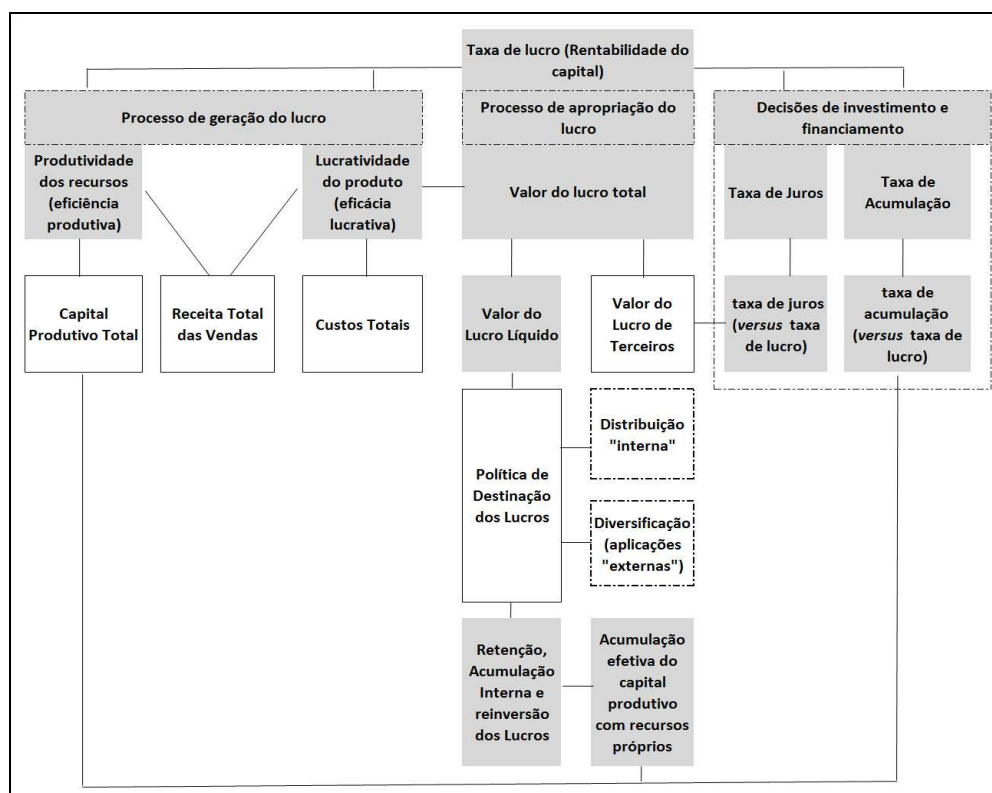 Taxa de lucro (Rentabilidade do
capital)
Processo de geração do lucro
Processo de apropriação do
lucro
Decisões de investimento e
financiamento
Produtividade
dos recursos
(eficiência
produtiva)
Lucratividade
do produto
(eficácia
lucrativa)
Valor do lucro total
Taxa de Juros
Taxa de
Acumulação
Capital
Produtivo Total
Receita Total
das Vendas
Custos Totais
Valor do
Lucro Líquido
Valor do
Lucro de
Terceiros
taxa de juros
(versus taxa
de lucro)
taxa de
acumulação
(versus taxa de
lucro)
Política de
Destinação
dos Lucros
Distribuição
"interna"
Diversificação
(aplicações
"externas")
Retenção,
Acumulação
Interna e
reinversão
dos Lucros
Acumulação
efetiva do
capital
produtivo
com recursos
próprios